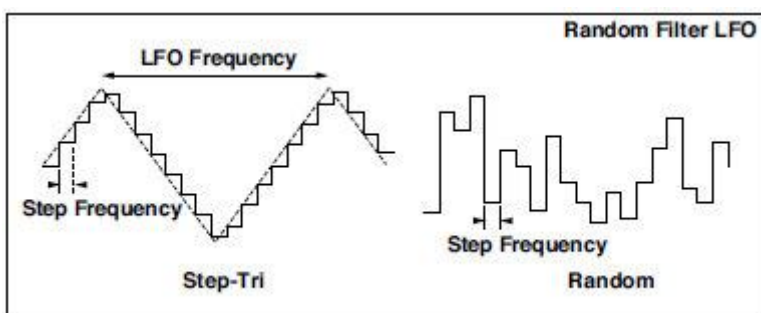 Random Filter LFO
LFO Frequency
Step Frequency
Step Frequency
Step-Tri
Random